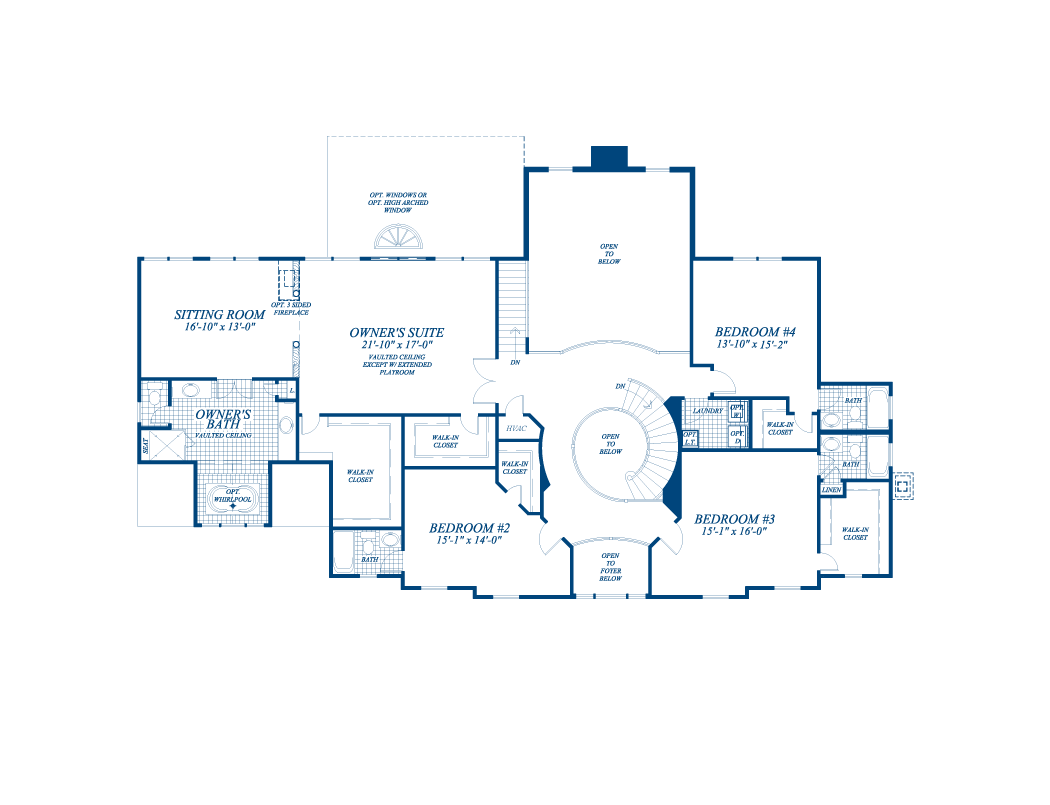 OPT. WINDOWS OR
OPT. HIGH ARCHED
WINDOW
OPEN
TO
BELOW
SITTING ROOM
16'-10" x 13'-0"
OPT. 3 SIDED
FIREPLACE
OWNER'S SUITE
21'-10" x 17'-0"
VAULTED CEILING
EXCEPT W/ EXTENDED
PLAYROOM
DN
BEDROOM #4
13'-10" x 15'-2"
DN
L.
OWNER'S
BATH
VAULTED CEILING
SEAT
OPT.
WHIRLPOOL
WALK-IN
CLOSET
WALK-IN
CLOSET
HVAC
WALK-IN
CLOSET
OPEN
TO
BELOW
LAUNDRY
OPT.
W.
OPT.
D.
OPT.
L.T.
WALK-IN
CLOSET
BATH
BATH
LINEN
WALK-IN
CLOSET
BEDROOM #2
15'-1" x 14'-0"
BATH
OPEN
TO
FOYER
BELOW
BEDROOM #3
15'-1" x 16'-0"